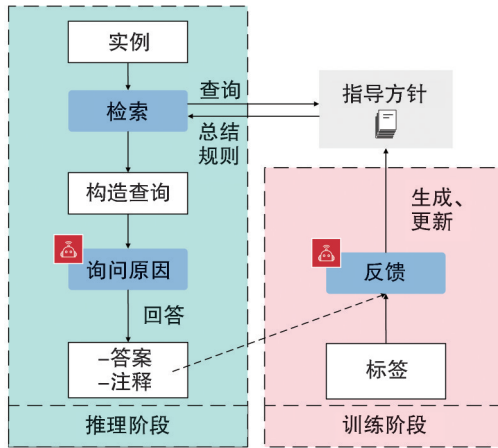 实例
检索
查询
总结
规则
指导方针
构造查询
询问原因
生成、
更新
反馈
回答
–答案
–注释
标签
推理阶段
训练阶段